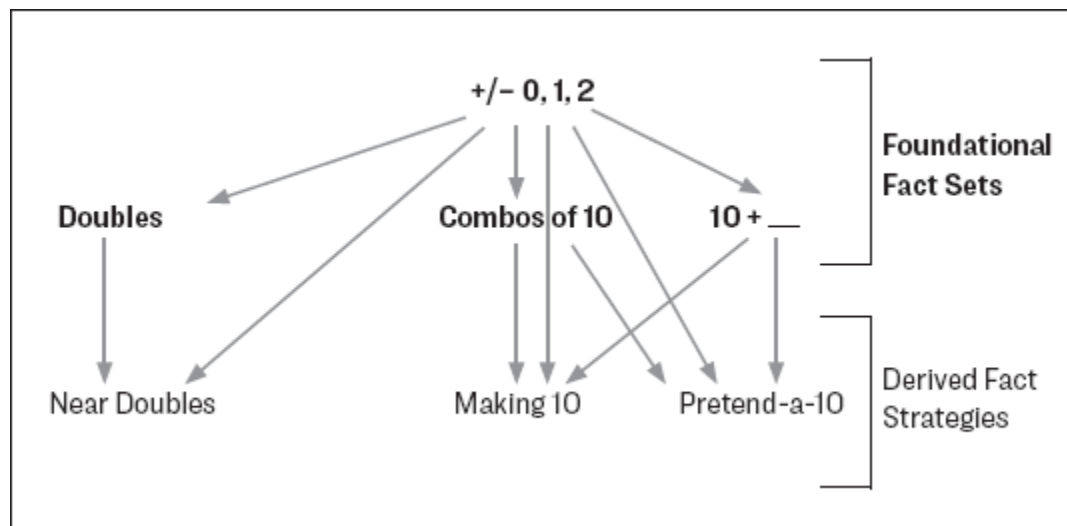 +/– 0, 1, 2
Foundational
Fact Sets
Doubles
Combos of 10
10 + __
Near Doubles
Making 10
Pretend-a-10
Derived Fact
Strategies